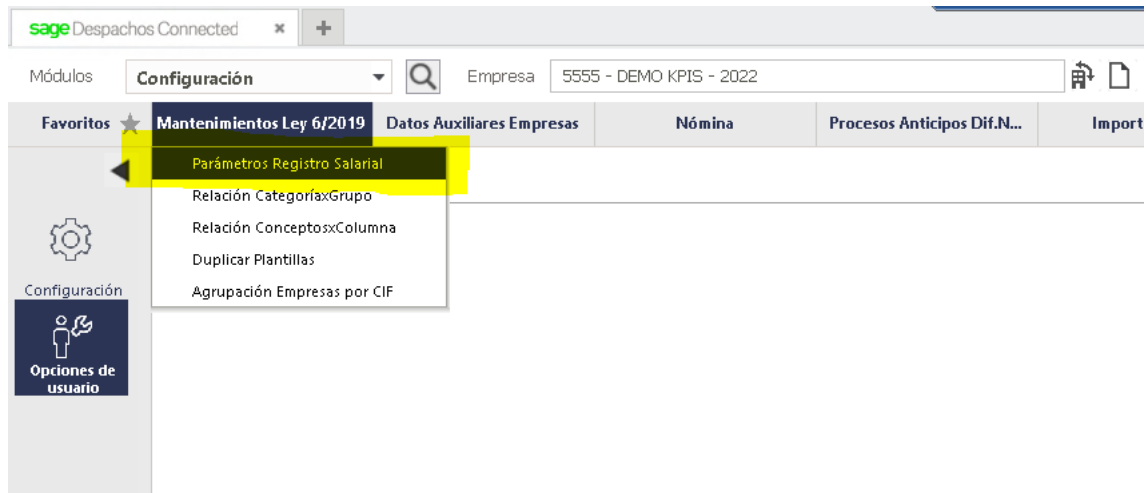 sage Despachos Connected × +
Módulos Configuración Empresa 5555 - DEMO KPIS - 2022
Favoritos Mantenimientos Ley 6/2019 Datos Auxiliares Empresas Nómina Procesos Anticipos Dif.N... Import
Parámetros Registro Salarial
Relación CategoríaxGrupo
Relación ConceptosxColumna
Duplicar Plantillas
Agrupación Empresas por CIF
Configuración
Opciones de
usuario